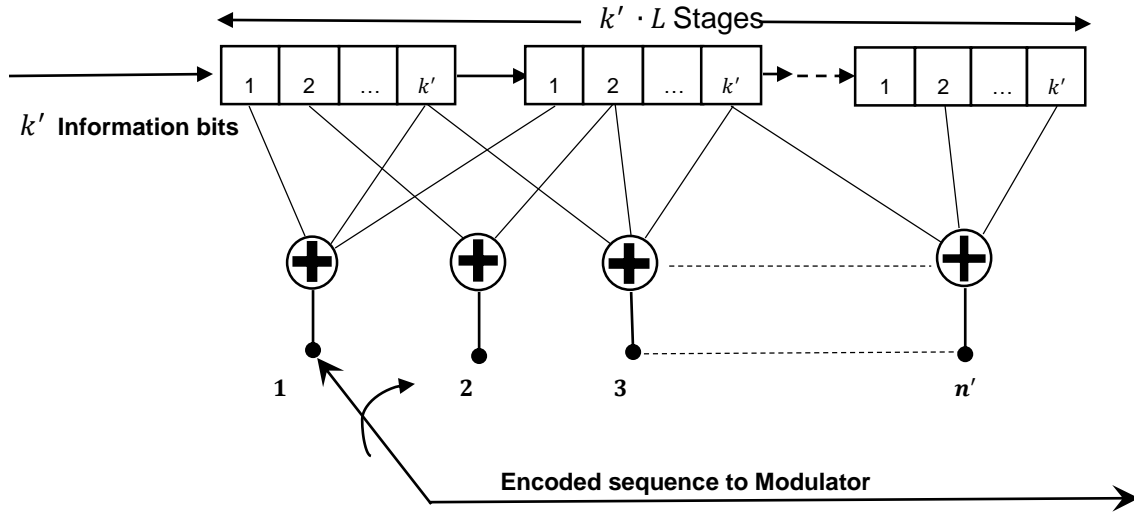 k′ · L Stages
1 2 ... k′ 1 2 ... k′ 1 2 ... k′
k′ Information bits
1 2 3 n′
Encoded sequence to Modulator